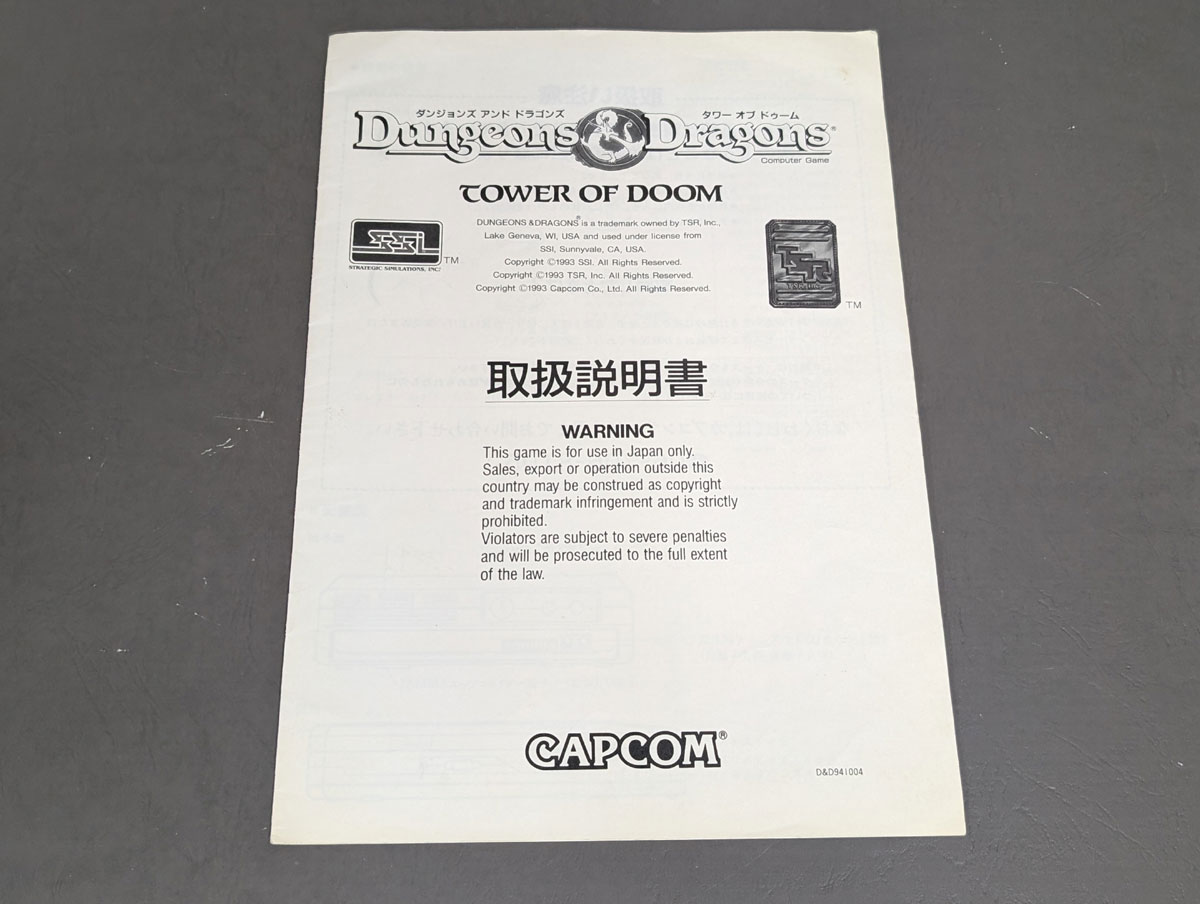 ダンジョンズ アンド ドラゴンズ タワー オブ ドゥーム
Dungeons & Dragons®
Computer Game
TOWER OF DOOM
DUNGEONS & DRAGONS® is a trademark owned by TSR, Inc.,
Lake Geneva, WI, USA and used under license from
SSI, Sunnyvale, CA, USA.
Copyright ©1993 SSI. All Rights Reserved.
Copyright ©1993 TSR, Inc. All Rights Reserved.
Copyright ©1993 Capcom Co., Ltd. All Rights Reserved.
SSI TM
STRATEGIC SIMULATIONS, INC.
TSR
TM
取扱説明書
WARNING
This game is for use in Japan only.
Sales, export or operation outside this
country may be construed as copyright
and trademark infringement and is strictly
prohibited.
Violators are subject to severe penalties
and will be prosecuted to the full extent
of the law.
CAPCOM®
D&D941004